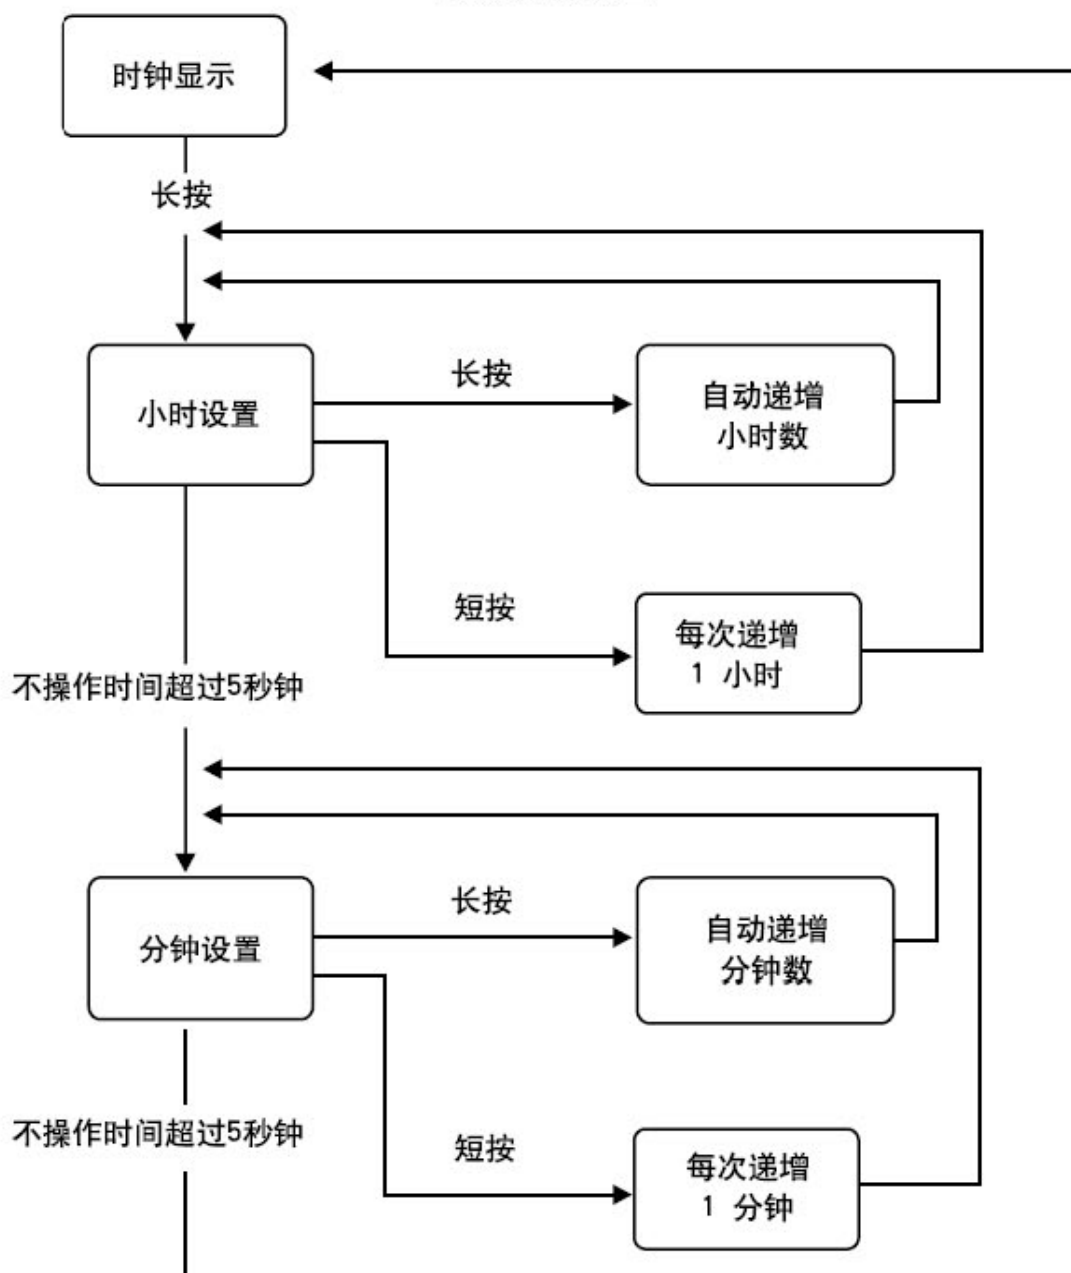 时钟显示
长按
小时设置
长按
自动递增
小时数
短按
每次递增
1 小时
不操作时间超过5秒钟
分钟设置
长按
自动递增
分钟数
不操作时间超过5秒钟
短按
每次递增
1 分钟